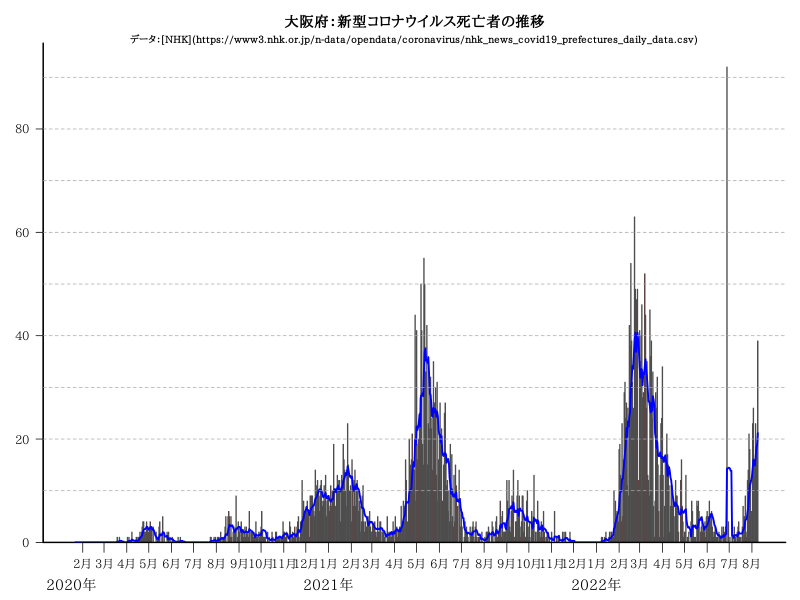 大阪府：新型コロナウイルス死亡者の推移
データ:[NHK](https://www3.nhk.or.jp/n-data/opendata/coronavirus/nhk_news_covid19_prefectures_daily_data.csv)
80
60
40
20
0
2月 3月 4月 5月 6月 7月 8月 9月 10月 11月 12月 1月 2月 3月 4月 5月 6月 7月 8月 9月 10月 11月 12月 1月 2月 3月 4月 5月 6月 7月 8月
2020年 2021年 2022年